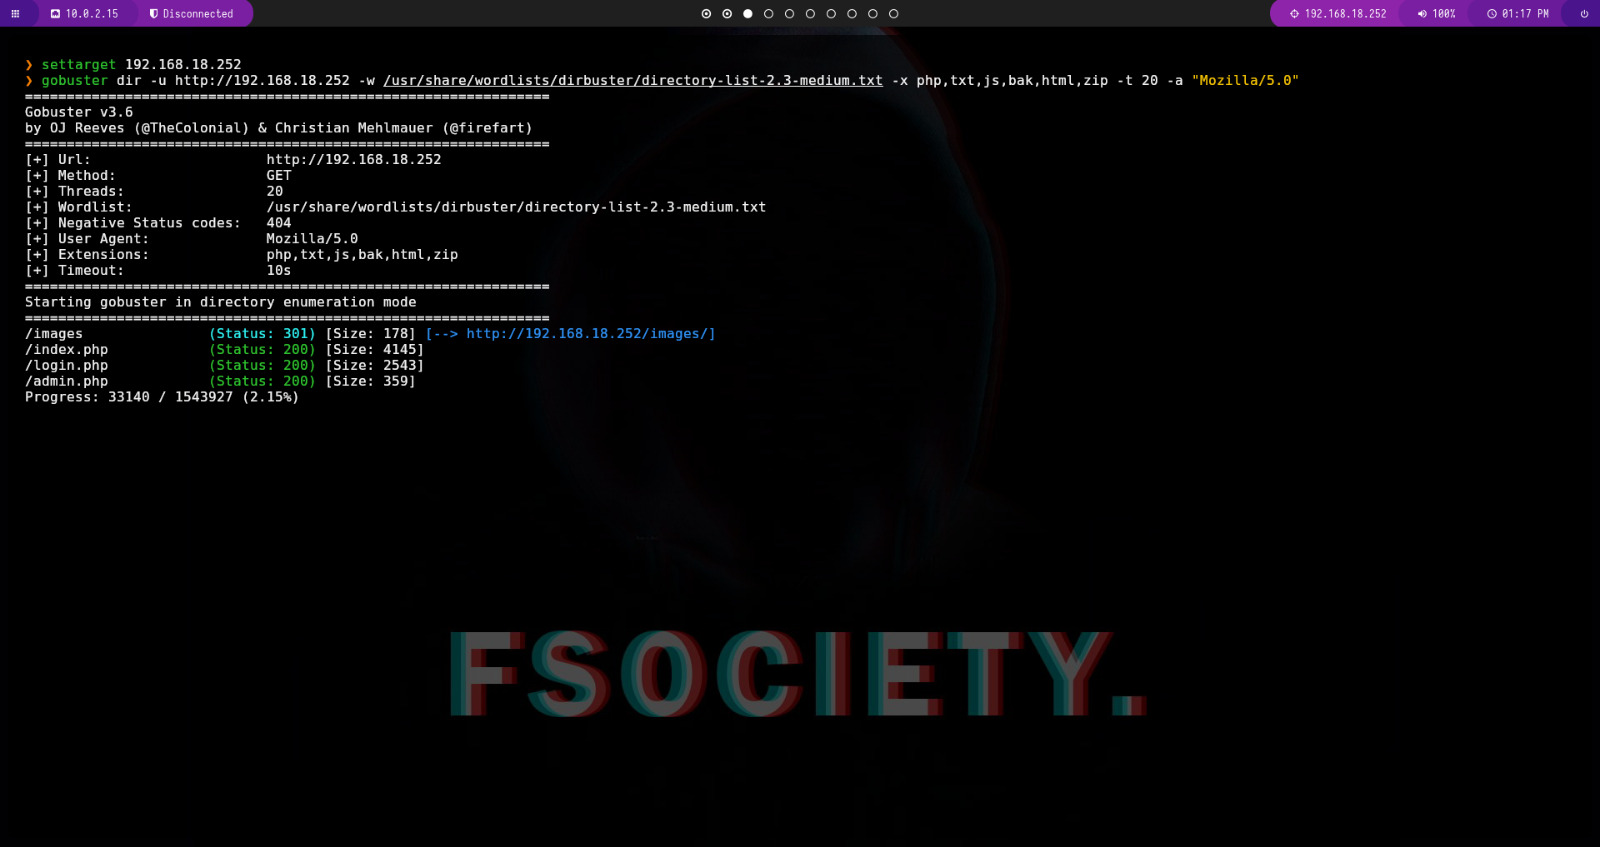 10.0.2.15 Disconnected 192.168.18.252 100% 01:17 PM
❯ settarget 192.168.18.252
❯ gobuster dir -u http://192.168.18.252 -w /usr/share/wordlists/dirbuster/directory-list-2.3-medium.txt -x php,txt,js,bak,html,zip -t 20 -a "Mozilla/5.0"
===============================================================
Gobuster v3.6
by OJ Reeves (@TheColonial) & Christian Mehlmauer (@firefart)
===============================================================
[+] Url:                     http://192.168.18.252
[+] Method:                  GET
[+] Threads:                 20
[+] Wordlist:                /usr/share/wordlists/dirbuster/directory-list-2.3-medium.txt
[+] Negative Status codes:   404
[+] User Agent:              Mozilla/5.0
[+] Extensions:              php,txt,js,bak,html,zip
[+] Timeout:                 10s
===============================================================
Starting gobuster in directory enumeration mode
===============================================================
/images               (Status: 301) [Size: 178] [--> http://192.168.18.252/images/]
/index.php            (Status: 200) [Size: 4145]
/login.php            (Status: 200) [Size: 2543]
/admin.php            (Status: 200) [Size: 359]
Progress: 33140 / 1543927 (2.15%)
FSOCIETY.